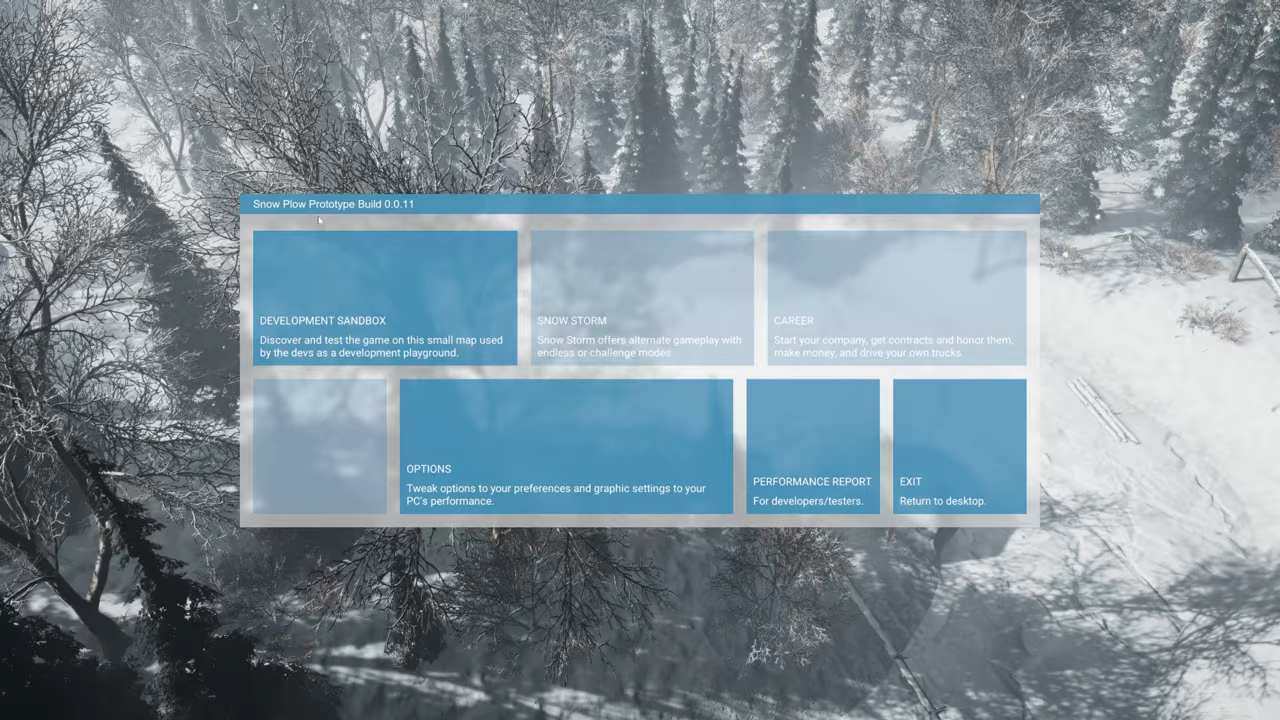 Snow Plow Prototype Build 0.0.11
DEVELOPMENT SANDBOX
Discover and test the game on this small map used
by the devs as a development playground.
SNOW STORM
Snow Storm offers alternate gameplay with
endless or challenge modes
CAREER
Start your company, get contracts and honor them,
make money, and drive your own trucks
OPTIONS
Tweak options to your preferences and graphic settings to your
PC's performance.
PERFORMANCE REPORT
For developers/testers.
EXIT
Return to desktop.